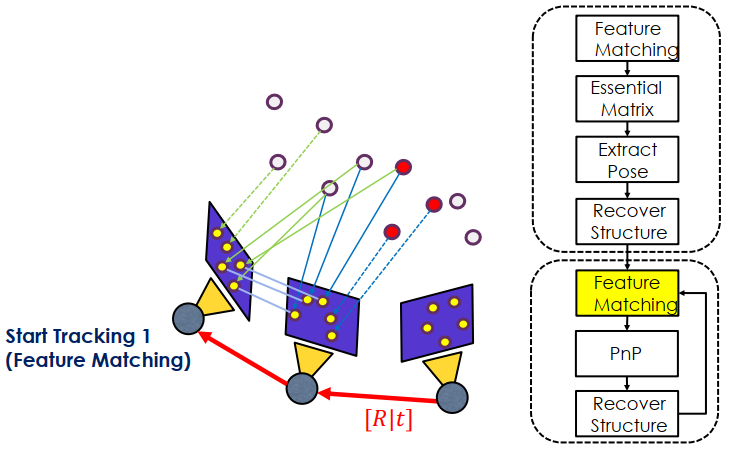 Feature
Matching
Essential
Matrix
Extract
Pose
Recover
Structure
Feature
Matching
PnP
Recover
Structure
Start Tracking 1
(Feature Matching)
[R|t]